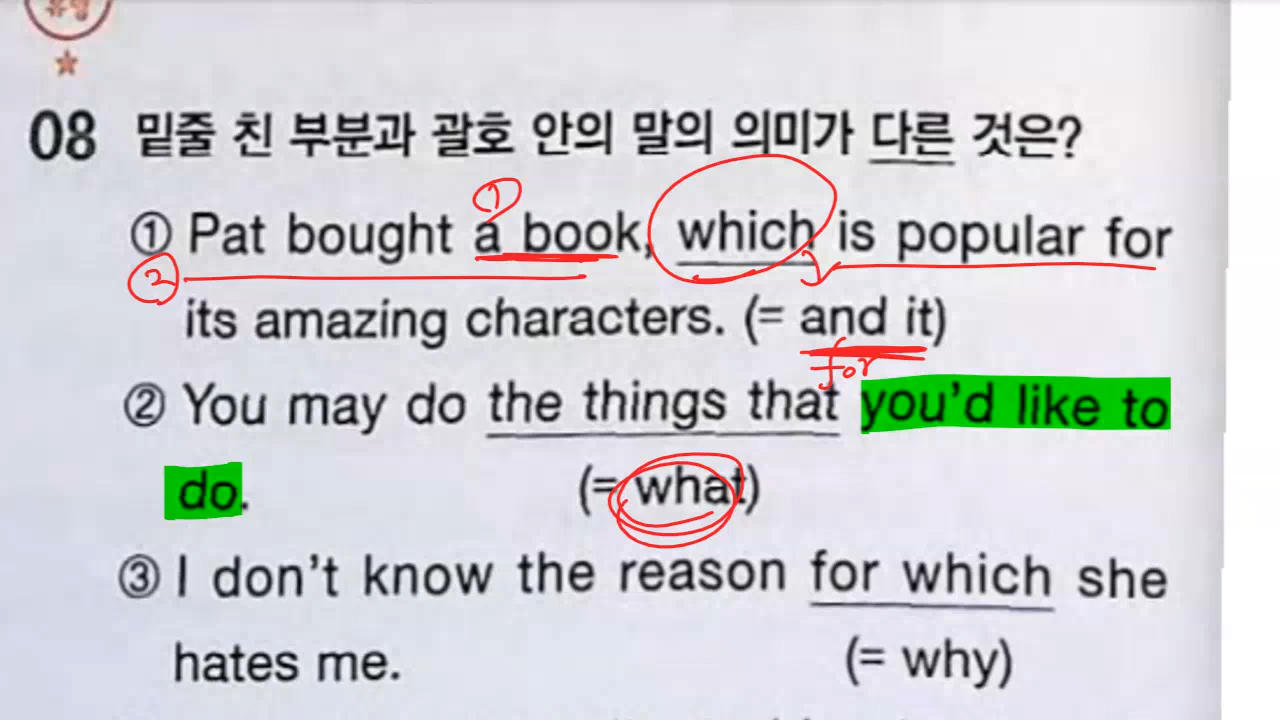 08 밑줄 친 부분과 괄호 안의 말의 의미가 다른 것은?
①
① Pat bought a book, which is popular for
②
its amazing characters. (= and it)
for
② You may do the things that you'd like to
do. (= what)
③ I don't know the reason for which she
hates me. (= why)